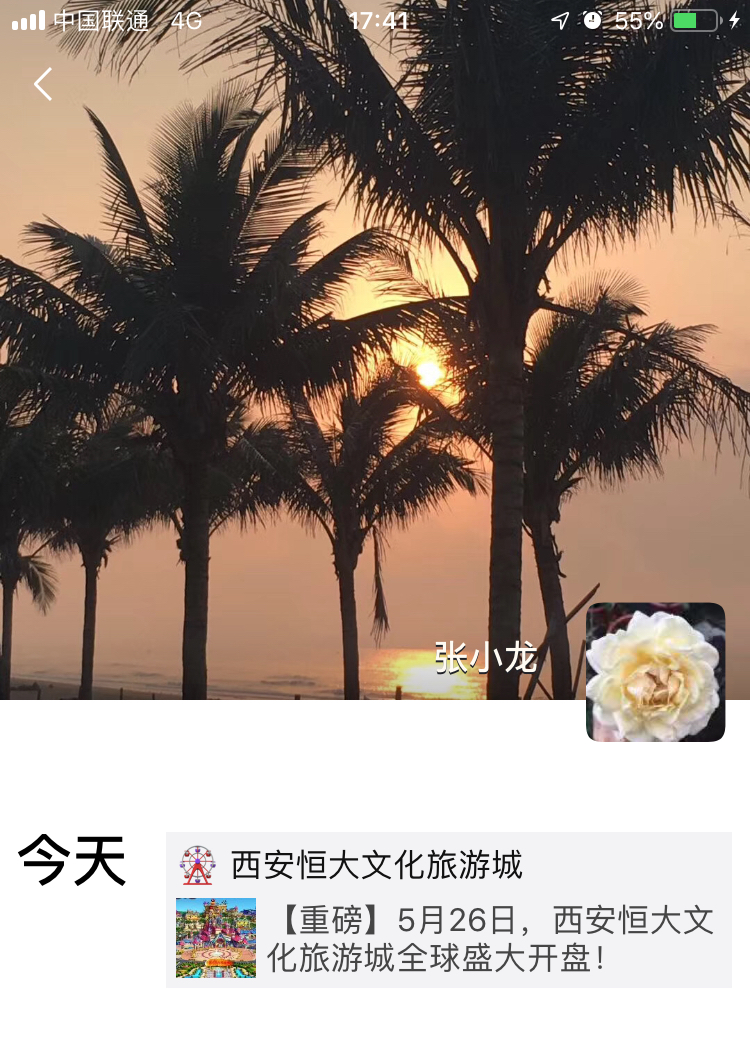 中国联通 4G 17:41 55%
张小龙
今天
西安恒大文化旅游城
【重磅】5月26日，西安恒大文
化旅游城全球盛大开盘！